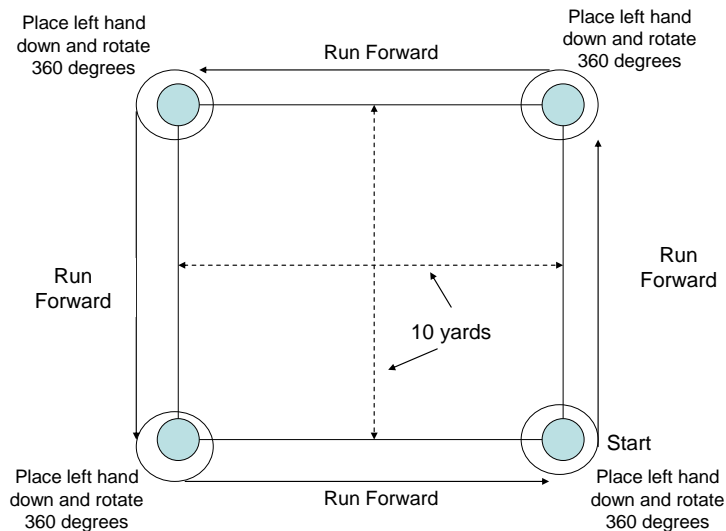 Place left hand
down and rotate
360 degrees
Run Forward
Place left hand
down and rotate
360 degrees
Run
Forward
Run
Forward
10 yards
Start
Place left hand
down and rotate
360 degrees
Run Forward
Place left hand
down and rotate
360 degrees